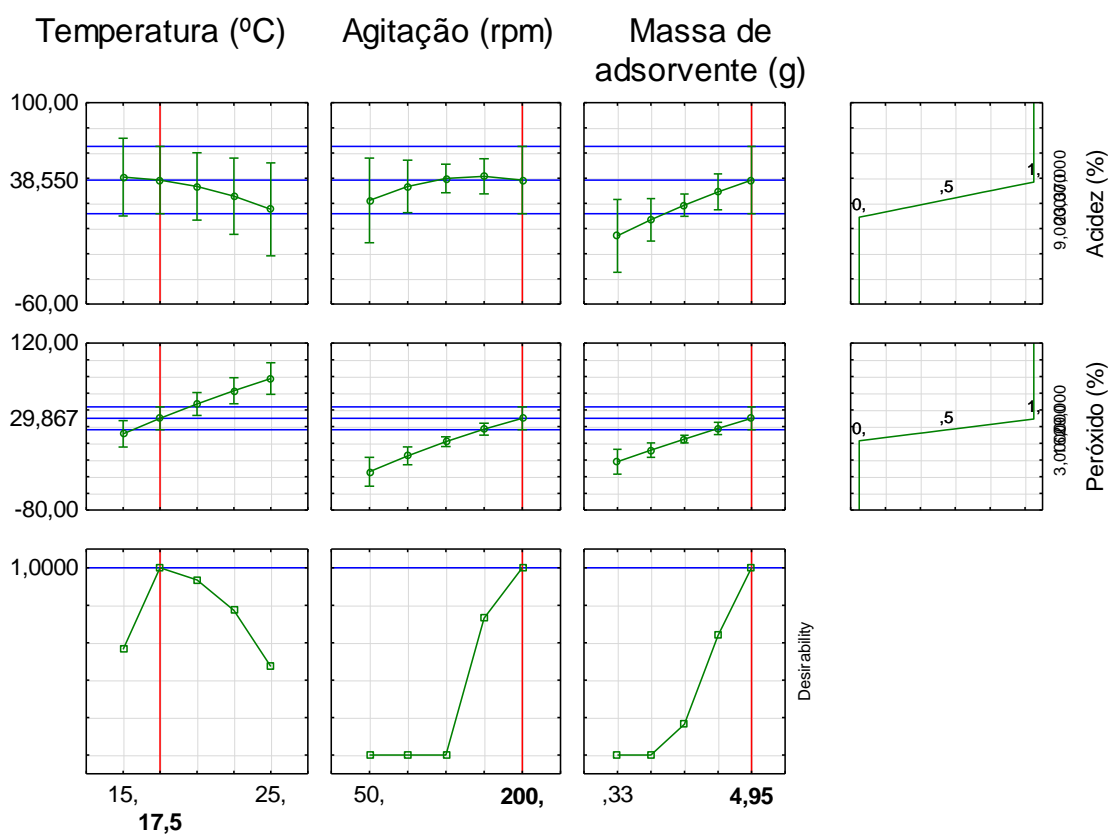 Temperatura (ºC)
Agitação (rpm)
Massa de
adsorvente (g)
100,00
38,550
-60,00
0,
,5
1,
Acidez (%)
120,00
29,867
-80,00
0,
,5
1,
Peróxido (%)
1,0000
Desirability
15,
17,5
25,
50,
200,
,33
4,95